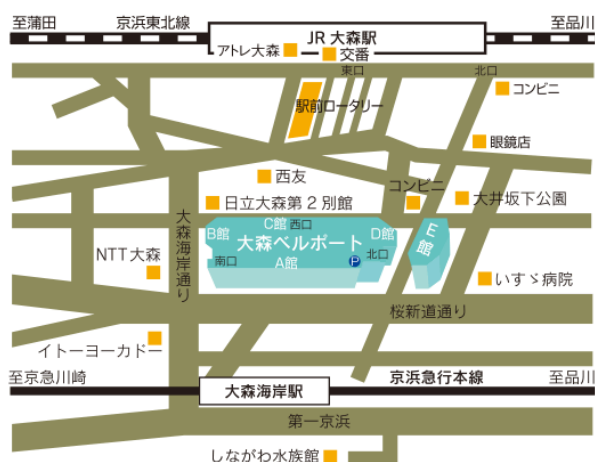 至蒲田
京浜東北線
JR 大森駅
至品川
アトレ大森
交番
東口
北口
コンビニ
駅前ロータリー
眼鏡店
西友
コンビニ
日立大森第2別館
大井坂下公園
大森海岸通り
C館
西口
B館
大森ベルポート
D館
E館
NTT大森
南口
A館
P
北口
いすゞ病院
桜新道通り
イトーヨーカドー
至京急川崎
大森海岸駅
京浜急行本線
至品川
第一京浜
しながわ水族館